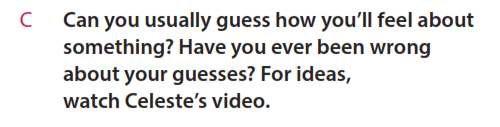 C Can you usually guess how you'll feel about
something? Have you ever been wrong
about your guesses? For ideas,
watch Celeste's video.